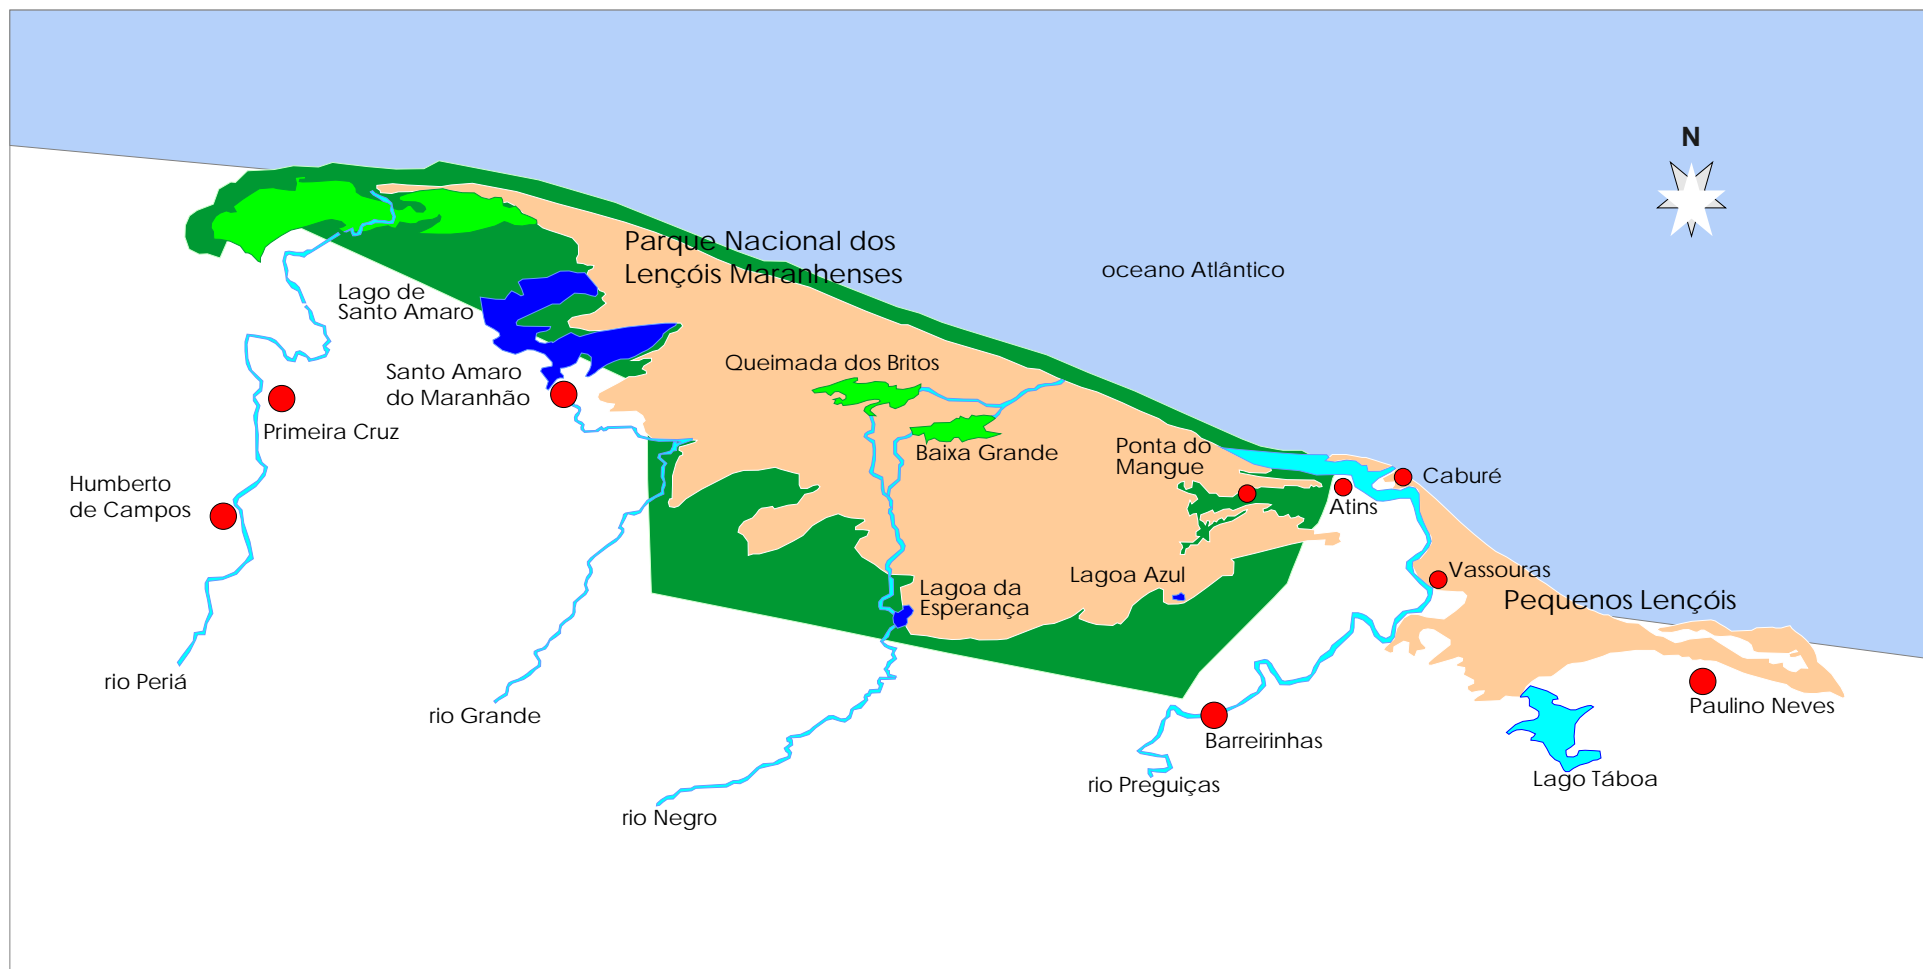 N
Parque Nacional dos
Lençóis Maranhenses
oceano Atlântico
Lago de
Santo Amaro
Queimada dos Britos
Santo Amaro
do Maranhão
Primeira Cruz
Baixa Grande
Ponta do
Mangue
Caburé
Humberto
de Campos
Atins
Vassouras
Lagoa Azul
Lagoa da
Esperança
Pequenos Lençóis
rio Periá
rio Grande
Paulino Neves
Barreirinhas
Lago Táboa
rio Preguiças
rio Negro